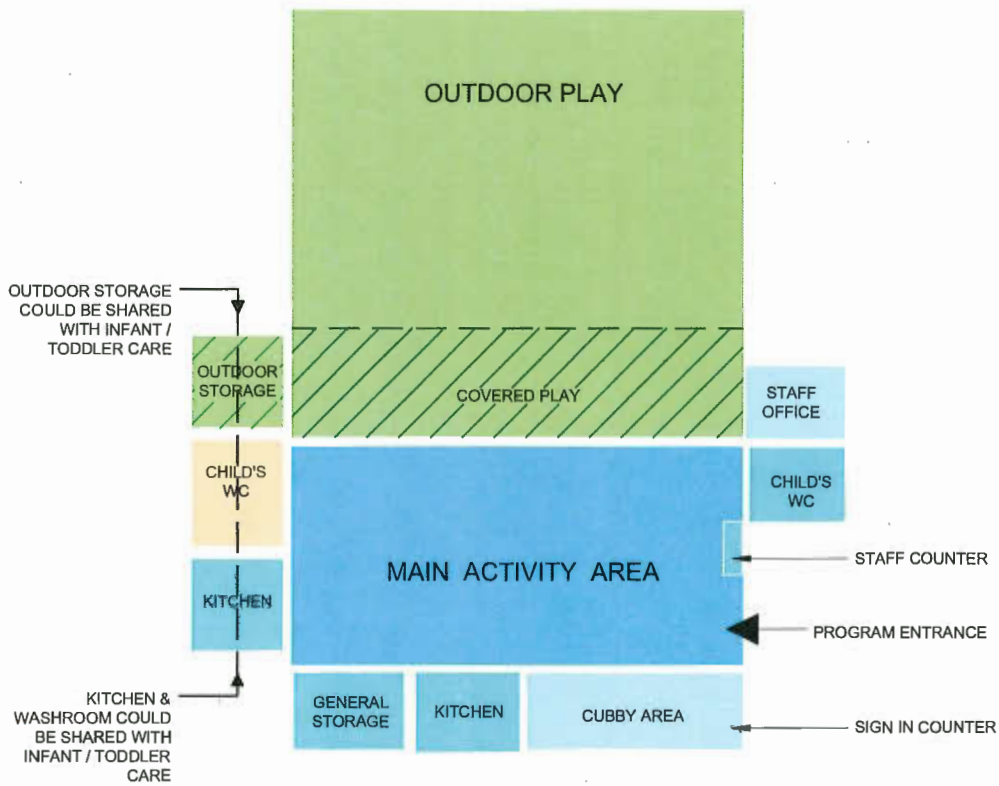 OUTDOOR PLAY
OUTDOOR STORAGE
COULD BE SHARED
WITH INFANT /
TODDLER CARE
OUTDOOR
STORAGE
COVERED PLAY
STAFF
OFFICE
CHILD'S
WC
CHILD'S
WC
STAFF COUNTER
MAIN ACTIVITY AREA
KITCHEN
PROGRAM ENTRANCE
KITCHEN &
WASHROOM COULD
BE SHARED WITH
INFANT / TODDLER
CARE
GENERAL
STORAGE
KITCHEN
CUBBY AREA
SIGN IN COUNTER